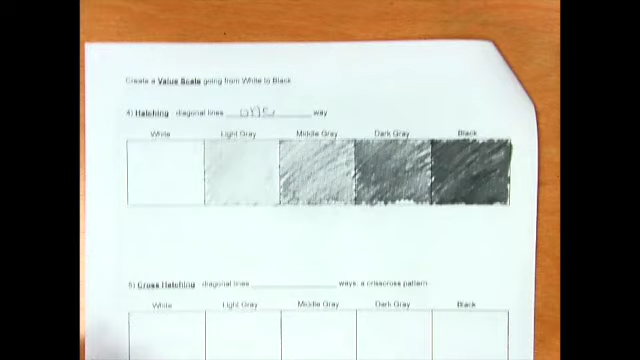 Create a Value Scale going from White to Black
4) Hatching diagonal lines one way
White Light Gray Middle Gray Dark Gray Black
5) Cross Hatching diagonal lines ____________ ways: a crisscross pattern
White Light Gray Middle Gray Dark Gray Black